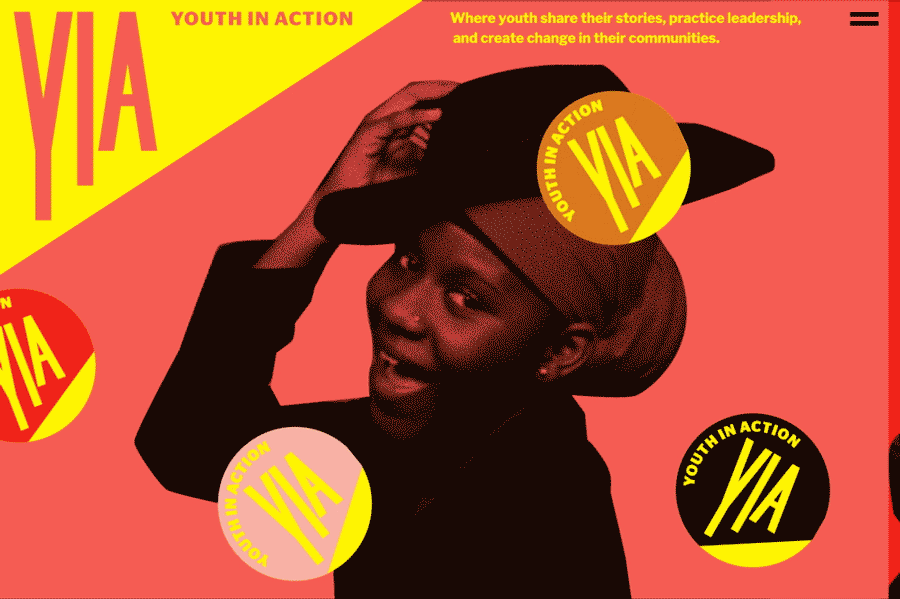 YIA
YOUTH IN ACTION
Where youth share their stories, practice leadership,
and create change in their communities.
YOUTH IN ACTION
YIA
N
YIA
YOUTH IN ACTION
YIA
YOUTH IN ACTION
YIA